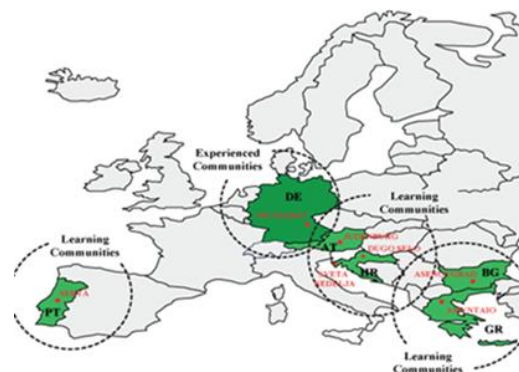 Experienced
Communities
DE
Learning
Communities
AT
DUGO SELO
HR
SVETA
NEDELJA
Learning
Communities
PT
BG
GR
Learning
Communities